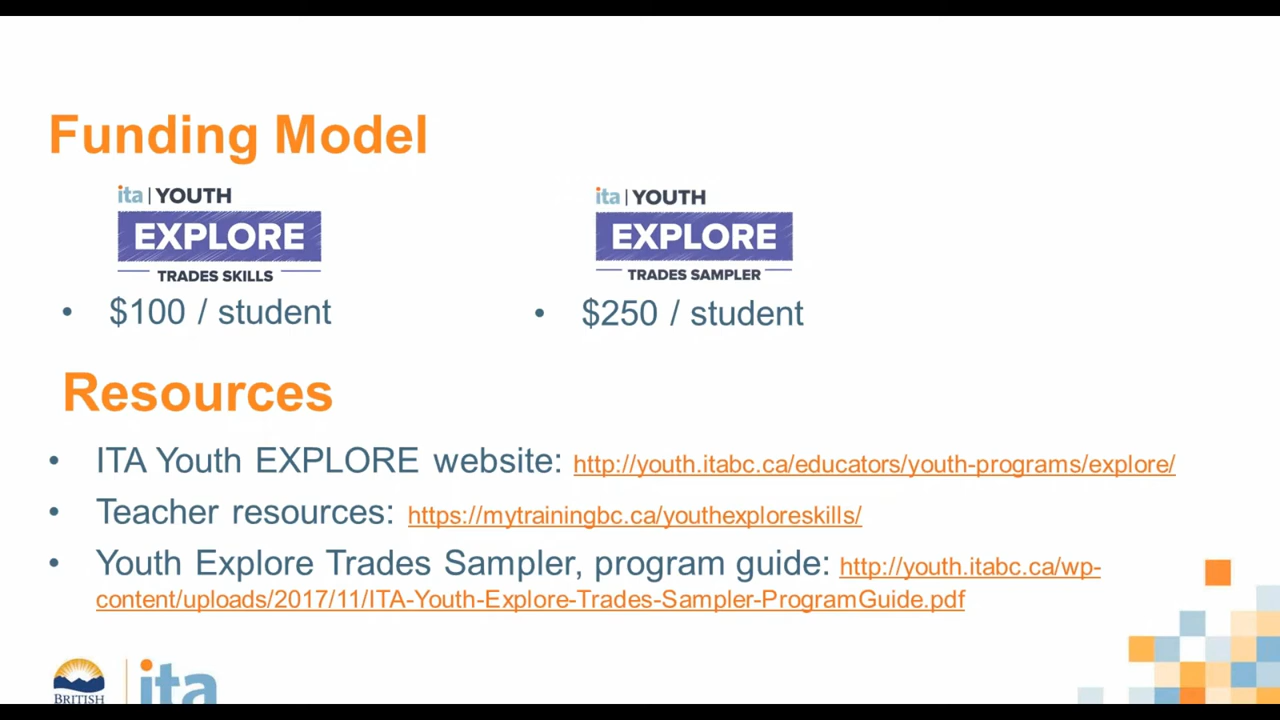 Funding Model
ita | YOUTH
EXPLORE
TRADES SKILLS
• $100 / student
ita | YOUTH
EXPLORE
TRADES SAMPLER
• $250 / student
Resources
• ITA Youth EXPLORE website: http://youth.itabc.ca/educators/youth-programs/explore/
• Teacher resources: https://mytrainingbc.ca/youthexploreskills/
• Youth Explore Trades Sampler, program guide: http://youth.itabc.ca/wp-
content/uploads/2017/11/ITA-Youth-Explore-Trades-Sampler-ProgramGuide.pdf
BRITISH
ita